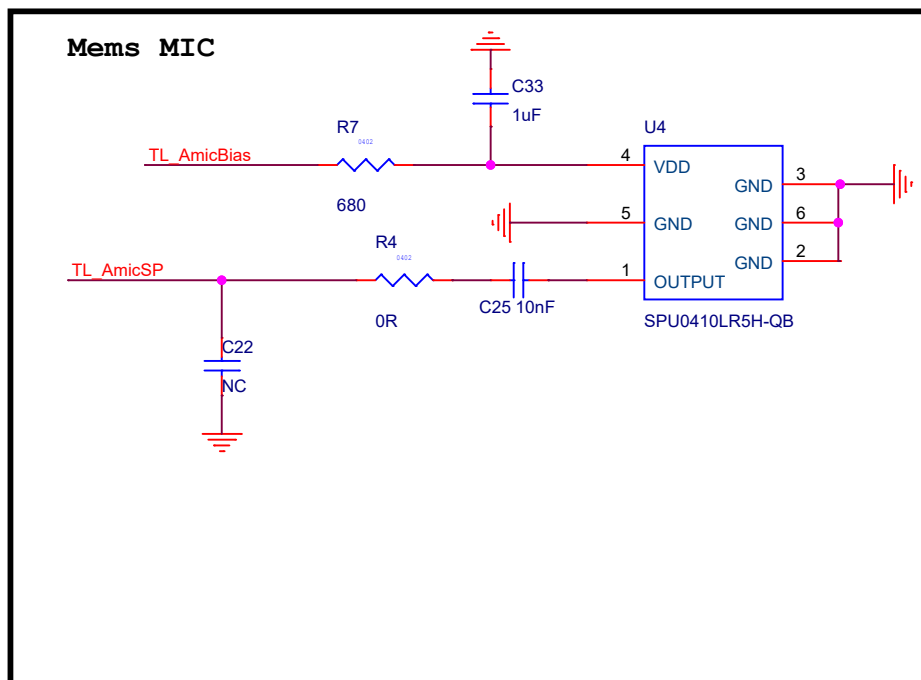 Mems MIC
C33
1uF
R7
0402
U4
TL_AmicBias
4
VDD
3
GND
680
5
GND
6
GND
R4
0402
2
GND
TL_AmicSP
1
OUTPUT
C25 10nF
0R
SPU0410LR5H-QB
C22
NC